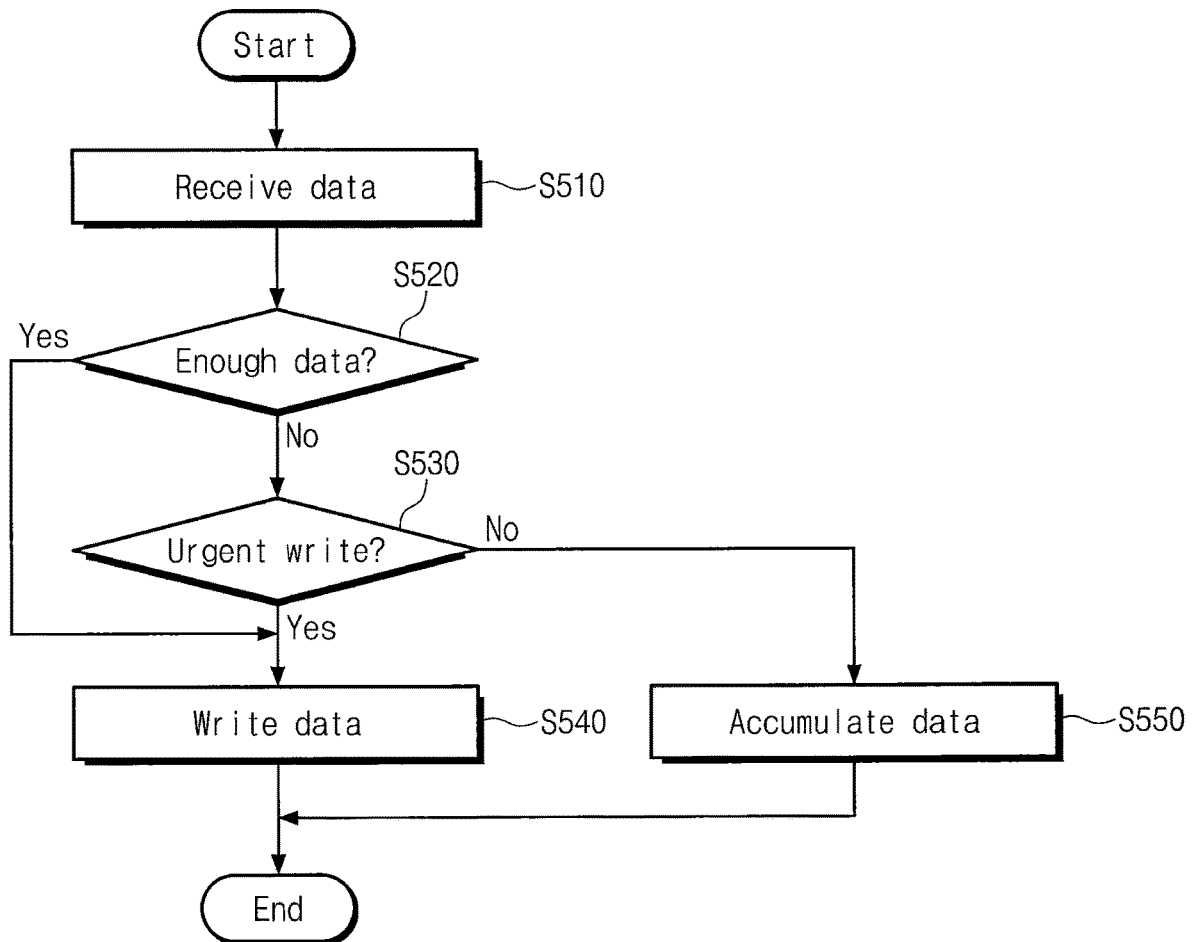 Start
Receive data
S510
S520
Yes
Enough data?
No
S530
No
Urgent write?
Yes
Write data
S540
Accumulate data
S550
End